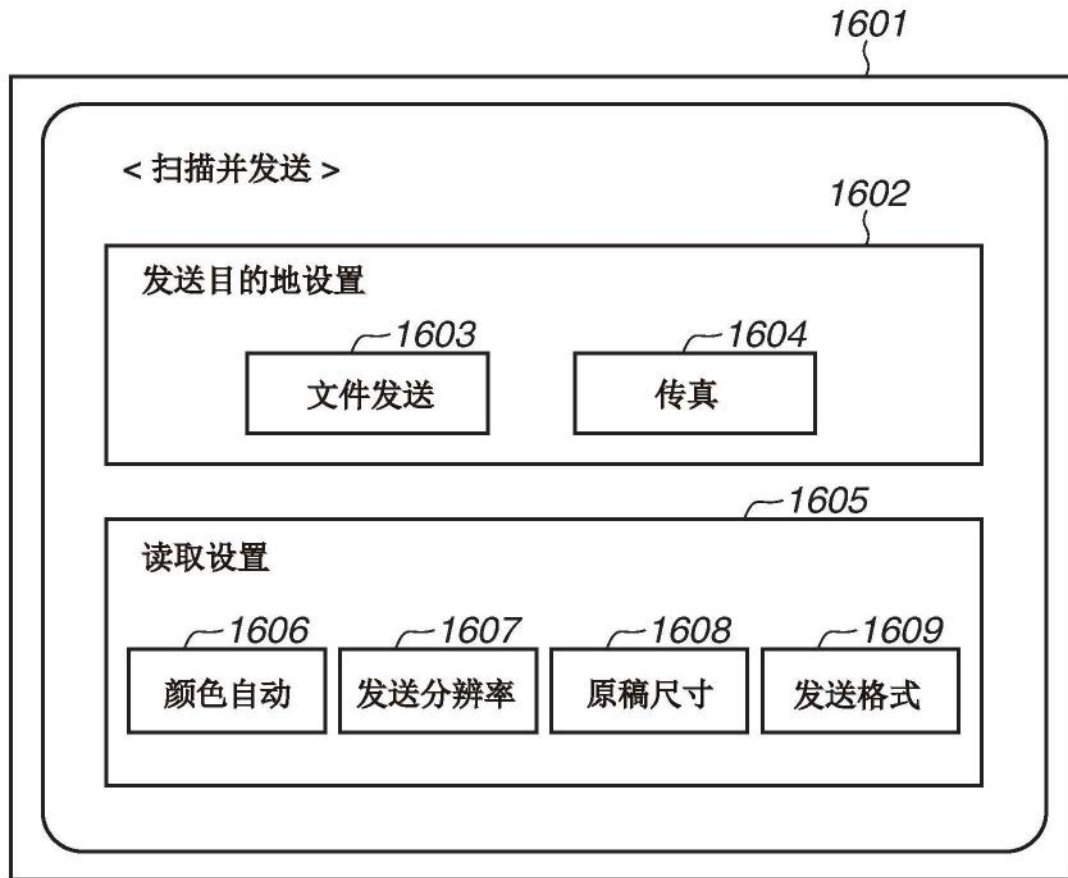 1601
< 扫描并发送 >
1602
发送目的地设置
1603 1604
文件发送 传真
1605
读取设置
1606 1607 1608 1609
颜色自动 发送分辨率 原稿尺寸 发送格式